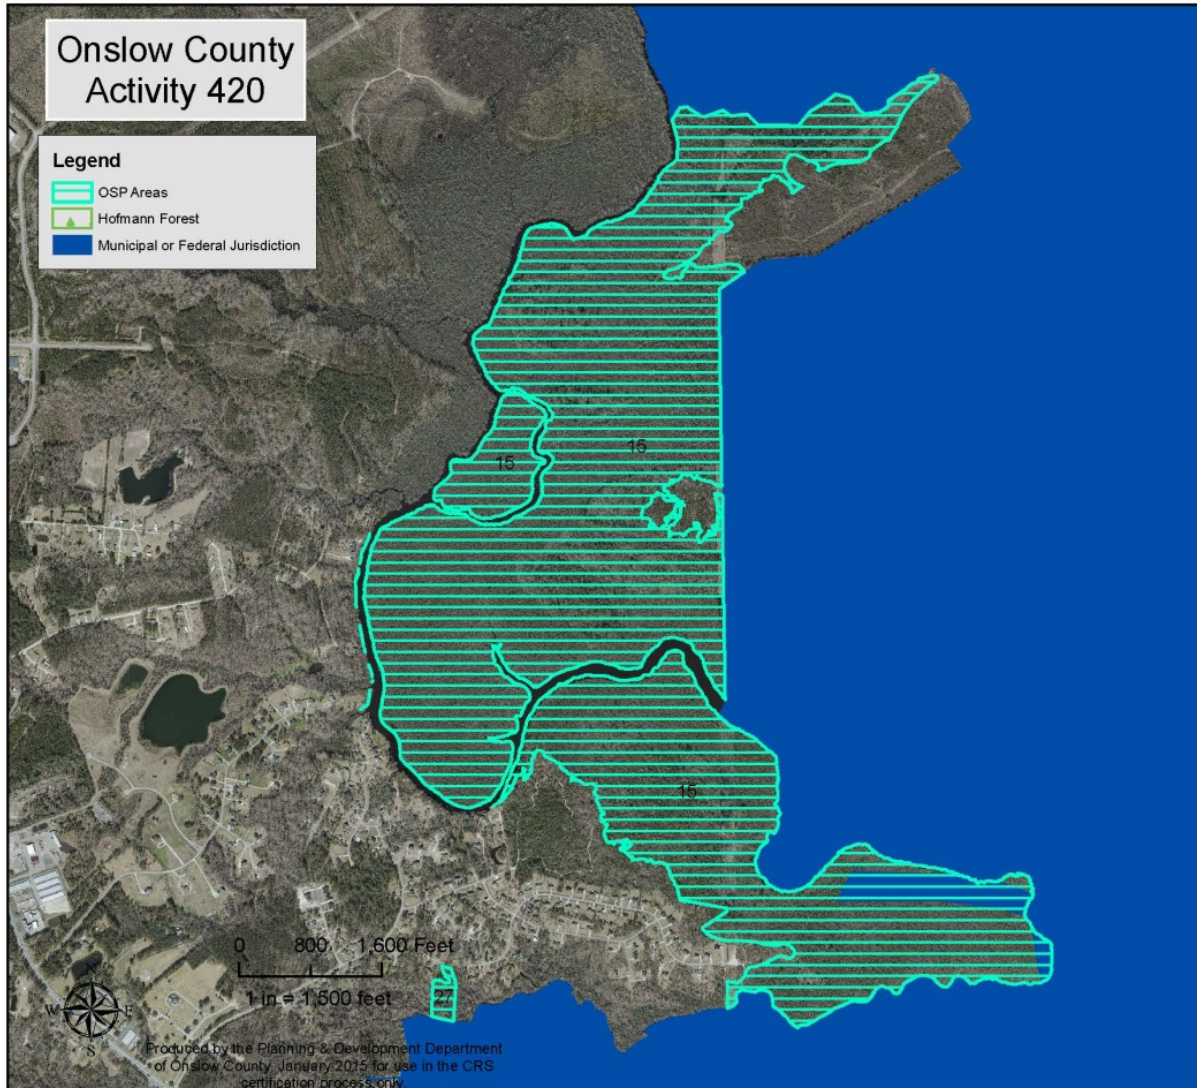 Onslow County
Activity 420
Legend
OSP Areas
Hofmann Forest
Municipal or Federal Jurisdiction
15
15
15
0 800 1,600 Feet
1 in = 1,500 feet
27
N
W E
S
Produced by the Planning & Development Department
of Onslow County, January 2015 for use in the CRS
certification process only.